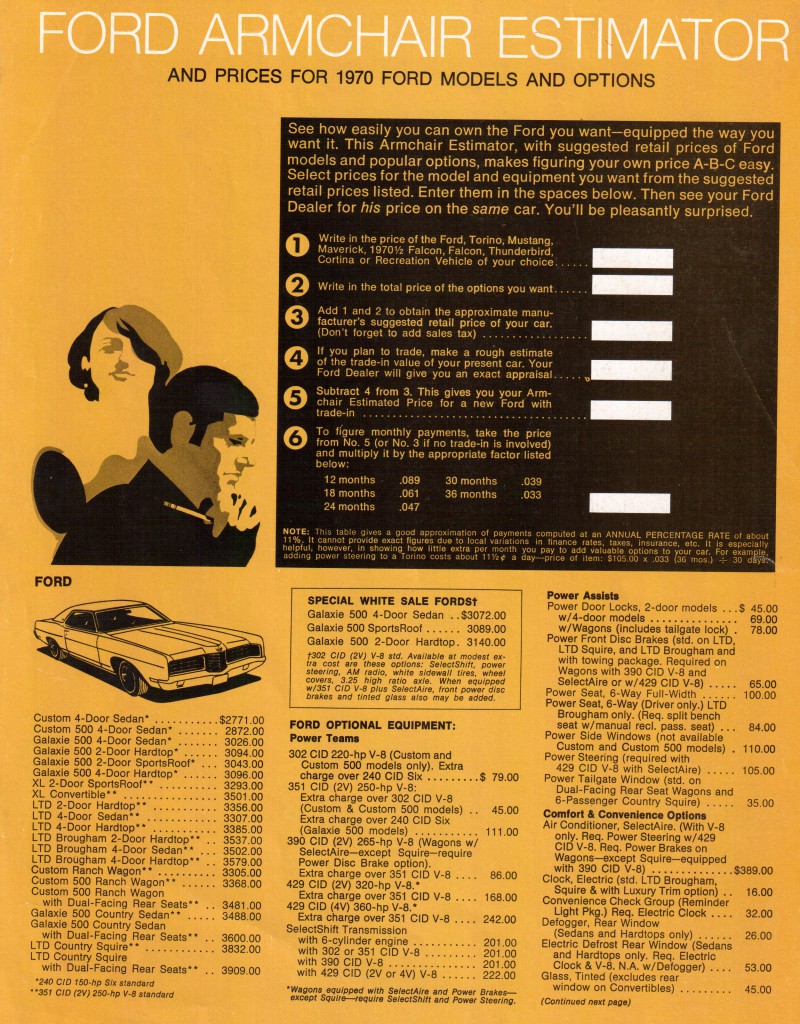 FORD ARMCHAIR ESTIMATOR
AND PRICES FOR 1970 FORD MODELS AND OPTIONS
See how easily you can own the Ford you want—equipped the way you
want it. This Armchair Estimator, with suggested retail prices of Ford
models and popular options, makes figuring your own price A-B-C easy.
Select prices for the model and equipment you want from the suggested
retail prices listed. Enter them in the spaces below. Then see your Ford
Dealer for his price on the same car. You'll be pleasantly surprised.
1 Write in the price of the Ford, Torino, Mustang,
Maverick, 1970½ Falcon, Falcon, Thunderbird,
Cortina or Recreation Vehicle of your choice......
2 Write in the total price of the options you want......
3 Add 1 and 2 to obtain the approximate manu-
facturer's suggested retail price of your car.
(Don't forget to add sales tax) ..................
4 If you plan to trade, make a rough estimate
of the trade-in value of your present car. Your
Ford Dealer will give you an exact appraisal......
5 Subtract 4 from 3. This gives you your Arm-
chair Estimated Price for a new Ford with
trade-in ......................................
6 To figure monthly payments, take the price
from No. 5 (or No. 3 if no trade-in is involved)
and multiply it by the appropriate factor listed
below:
12 months .089 30 months .039
18 months .061 36 months .033
24 months .047
NOTE: This table gives a good approximation of payments computed at an ANNUAL PERCENTAGE RATE of about
11%. It cannot provide exact figures due to local variations in finance rates, taxes, insurance, etc. It is especially
helpful, however, in showing how little extra per month you pay to add valuable options to your car. For example,
adding power steering to a Torino costs about 11½¢ a day—price of item: $105.00 x .033 (36 mos.) ÷ 30 days.
FORD
Custom 4-Door Sedan* ..........$2771.00
Custom 500 4-Door Sedan* ...... 2872.00
Galaxie 500 4-Door Sedan* ...... 3026.00
Galaxie 500 2-Door Hardtop* .... 3094.00
Galaxie 500 2-Door SportsRoof* .. 3043.00
Galaxie 500 4-Door Hardtop* .... 3096.00
XL 2-Door SportsRoof** ......... 3293.00
XL Convertible** ............... 3501.00
LTD 2-Door Hardtop** .......... 3356.00
LTD 4-Door Sedan** ........... 3307.00
LTD 4-Door Hardtop** .......... 3385.00
LTD Brougham 2-Door Hardtop** .. 3537.00
LTD Brougham 4-Door Sedan** ... 3502.00
LTD Brougham 4-Door Hardtop** .. 3579.00
Custom Ranch Wagon** .......... 3305.00
Custom 500 Ranch Wagon** ...... 3368.00
Custom 500 Ranch Wagon
with Dual-Facing Rear Seats** .. 3481.00
Galaxie 500 Country Sedan** ..... 3488.00
Galaxie 500 Country Sedan
with Dual-Facing Rear Seats** .. 3600.00
LTD Country Squire** ........... 3832.00
LTD Country Squire
with Dual-Facing Rear Seats** .. 3909.00
*240 CID 150-hp Six standard
**351 CID (2V) 250-hp V-8 standard
SPECIAL WHITE SALE FORDS†
Galaxie 500 4-Door Sedan ..$3072.00
Galaxie 500 SportsRoof ...... 3089.00
Galaxie 500 2-Door Hardtop. 3140.00
†302 CID (2V) V-8 std. Available at modest ex-
tra cost are these options: SelectShift, power
steering, AM radio, white sidewall tires, wheel
covers, 3.25 high ratio axle. When equipped
w/351 CID V-8 plus SelectAire, front power disc
brakes and tinted glass also may be added.
FORD OPTIONAL EQUIPMENT:
Power Teams
302 CID 220-hp V-8 (Custom and
Custom 500 models only). Extra
charge over 240 CID Six .........$ 79.00
351 CID (2V) 250-hp V-8:
Extra charge over 302 CID V-8
(Custom & Custom 500 models) .. 45.00
Extra charge over 240 CID Six
(Galaxie 500 models) ........... 111.00
390 CID (2V) 265-hp V-8 (Wagons w/
SelectAire—except Squire—require
Power Disc Brake option).
Extra charge over 351 CID V-8 .... 86.00
429 CID (2V) 320-hp V-8.*
Extra charge over 351 CID V-8 .... 168.00
429 CID (4V) 360-hp V-8.*
Extra charge over 351 CID V-8 .... 242.00
SelectShift Transmission
with 6-cylinder engine ........... 201.00
with 302 or 351 CID V-8 ......... 201.00
with 390 CID V-8 ................ 201.00
with 429 CID (2V or 4V) V-8 ...... 222.00
*Wagons equipped with SelectAire and Power Brakes—
except Squire—require SelectShift and Power Steering.
Power Assists
Power Door Locks, 2-door models ...$ 45.00
w/4-door models .............. 69.00
w/Wagons (includes tailgate lock) . 78.00
Power Front Disc Brakes (std. on LTD,
LTD Squire, and LTD Brougham and
with towing package. Required on
Wagons with 390 CID V-8 and
SelectAire or w/429 CID V-8) ..... 65.00
Power Seat, 6-Way Full-Width ...... 100.00
Power Seat, 6-Way (Driver only.) LTD
Brougham only. (Req. split bench
seat w/manual recl. pass. seat) ... 84.00
Power Side Windows (not available
Custom and Custom 500 models) . 110.00
Power Steering (required with
429 CID V-8 with SelectAire) ..... 105.00
Power Tailgate Window (std. on
Dual-Facing Rear Seat Wagons and
6-Passenger Country Squire) ..... 35.00
Comfort & Convenience Options
Air Conditioner, SelectAire. (With V-8
only. Req. Power Steering w/429
CID V-8. Req. Power Brakes on
Wagons—except Squire—equipped
with 390 CID V-8) ..............$389.00
Clock, Electric (std. LTD Brougham,
Squire & with Luxury Trim option) .. 16.00
Convenience Check Group (Reminder
Light Pkg.) Req. Electric Clock .... 32.00
Defogger, Rear Window
(Sedans and Hardtops only) ...... 26.00
Electric Defrost Rear Window (Sedans
and Hardtops only. Req. Electric
Clock & V-8. N.A. w/Defogger) .... 53.00
Glass, Tinted (excludes rear
window on Convertibles) ......... 45.00
(Continued next page)